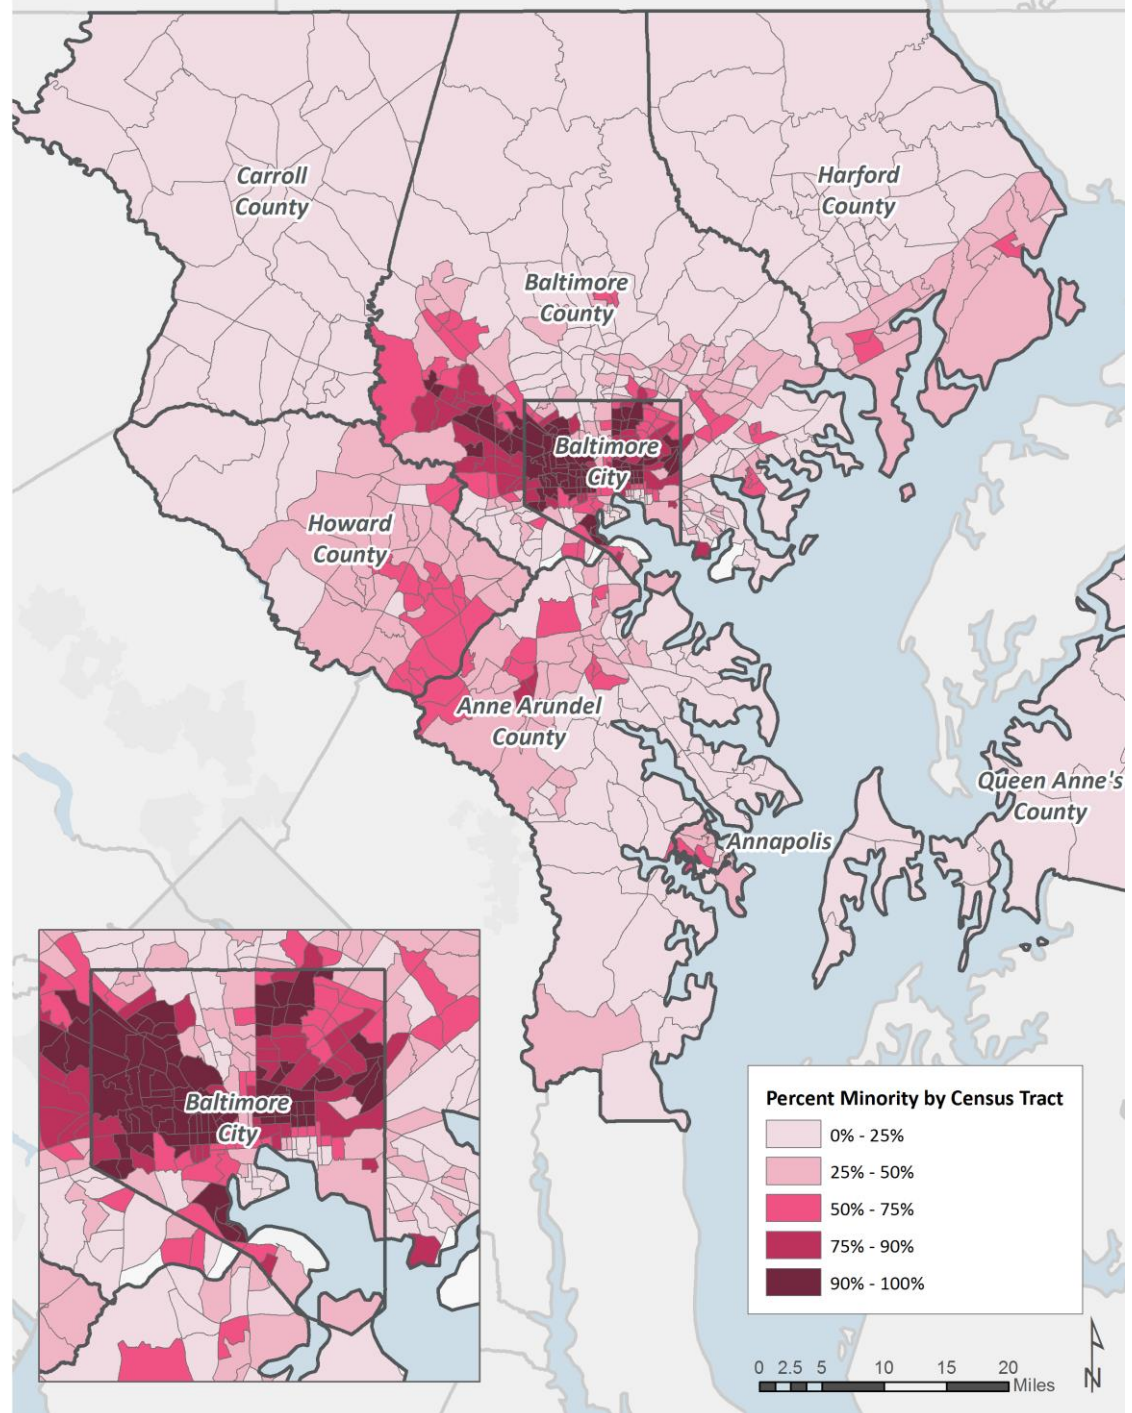 Carroll
County
Harford
County
Baltimore
County
Baltimore
City
Howard
County
Anne Arundel
County
Queen Anne's
County
Annapolis
Baltimore
City
Percent Minority by Census Tract
0% - 25%
25% - 50%
50% - 75%
75% - 90%
90% - 100%
N
0 2.5 5 10 15 20
Miles